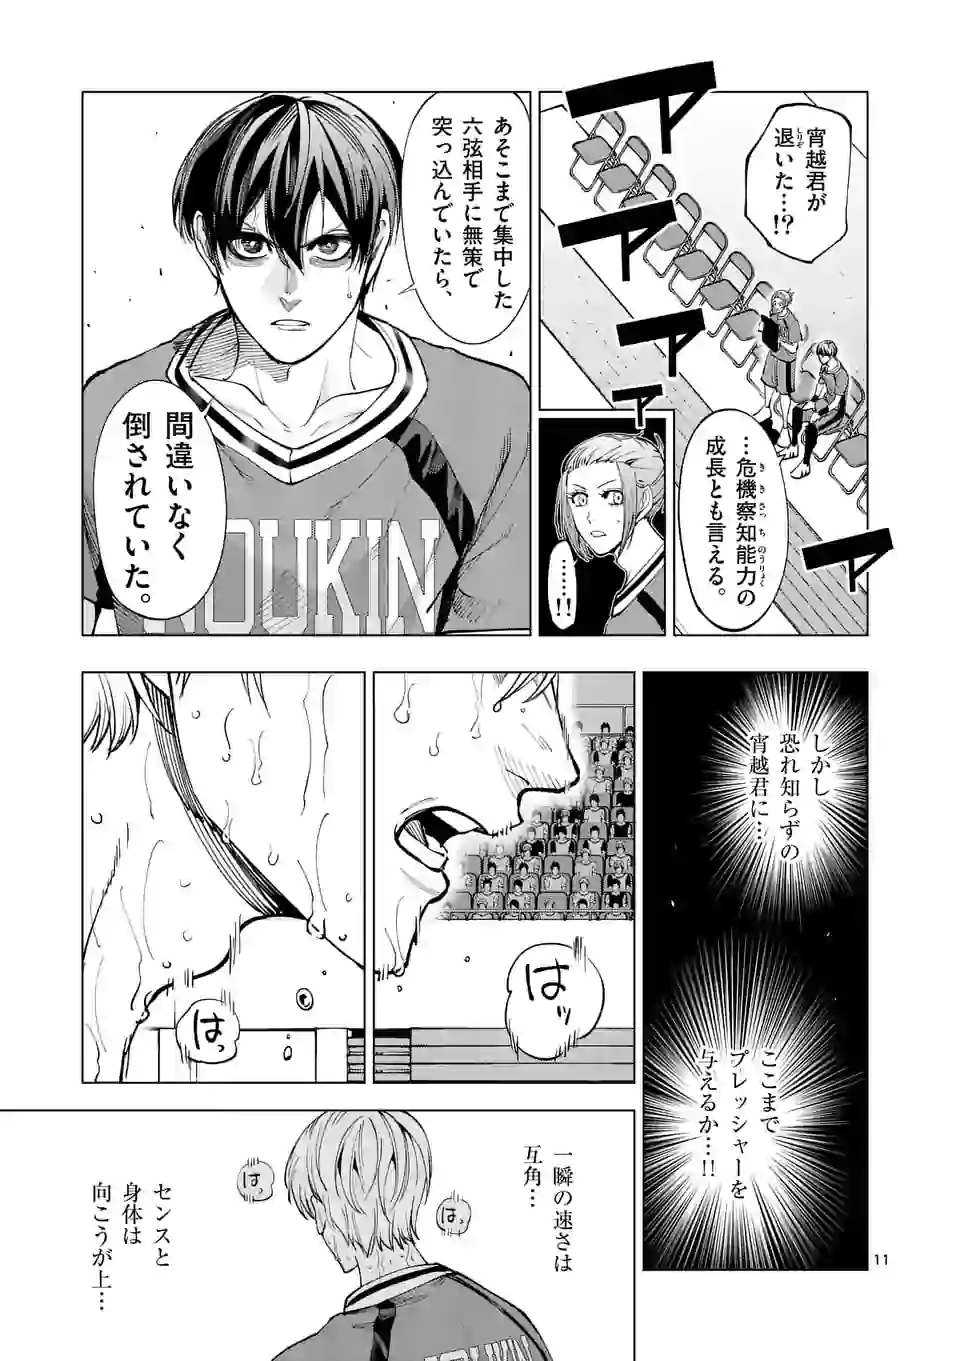 宵越君が
退いた…!?
ア
ア
ア
ア
ア
…危機察知能力の
成長とも言える。
………!!
あそこまで集中した
六弦相手に無策で
突っ込んでいたら、
間違いなく
倒されていた。
NOUKIN
しかし
恐れ知らずの
宵越君に…
ここまで
プレッシャーを
与えるか…!!
はッ
はっ
一瞬の速さは
互角…
はっ
はっ
センスと
身体は
向こうが上…
11